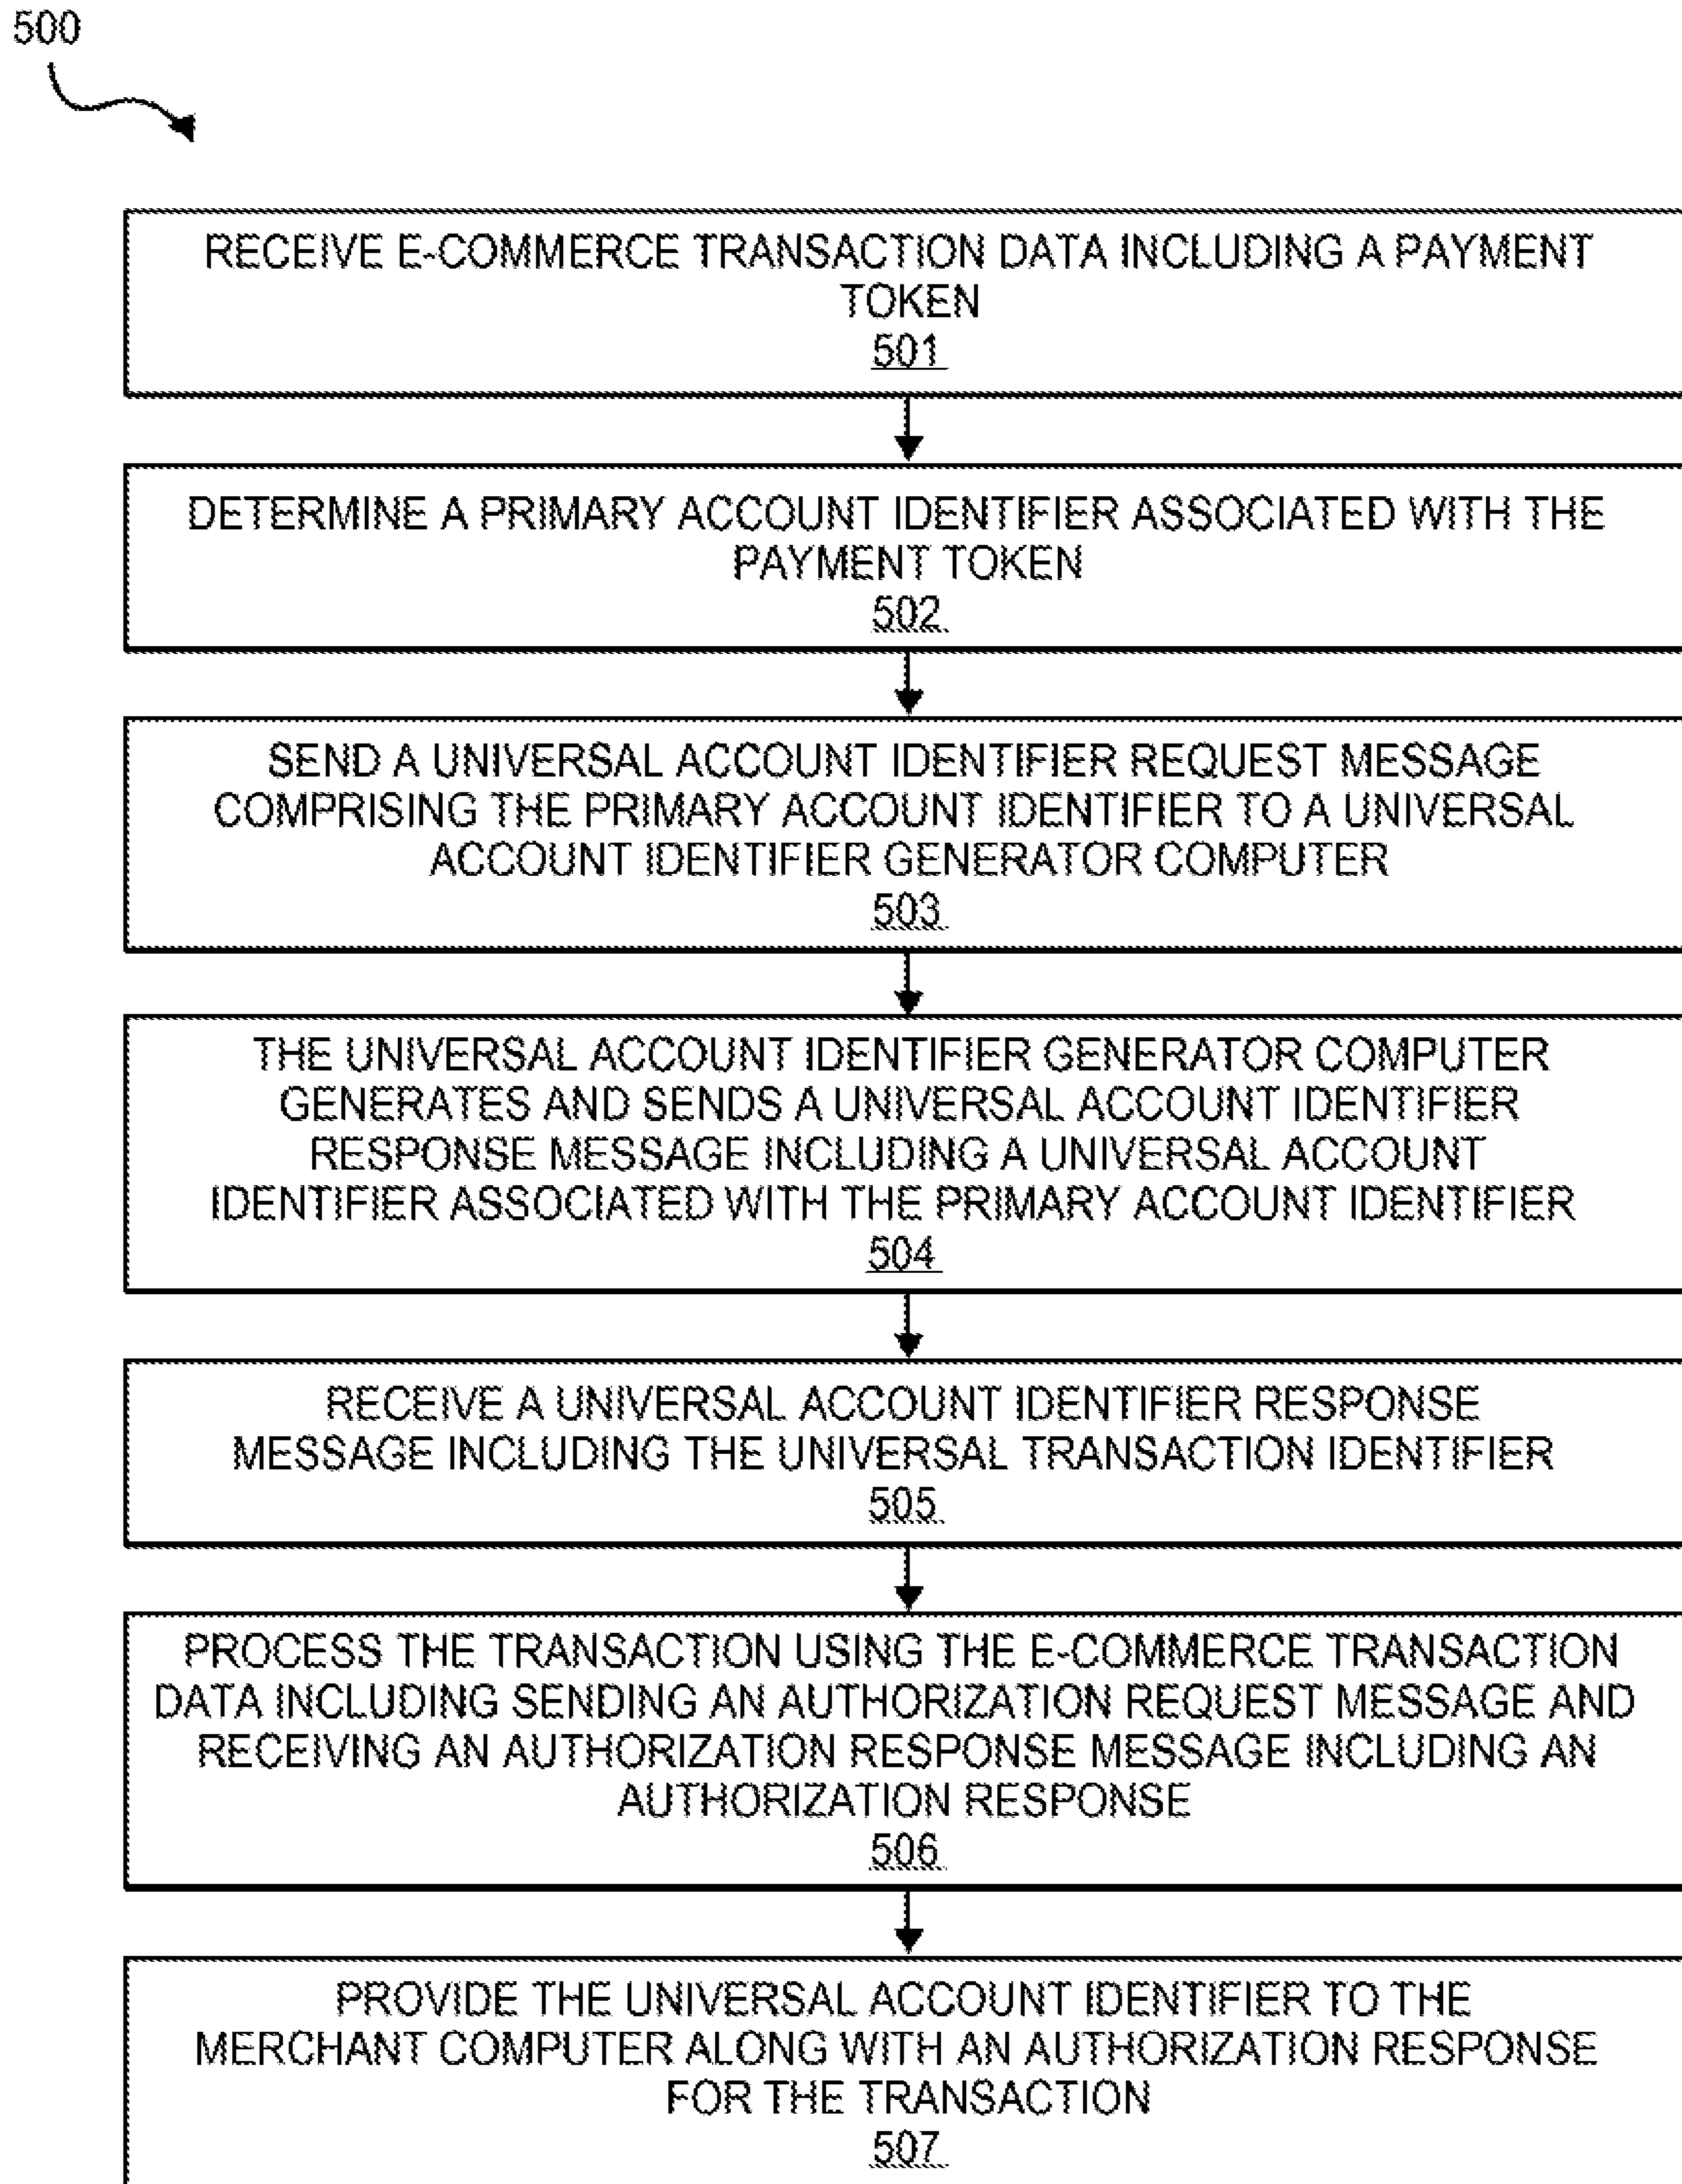 500
RECEIVE E-COMMERCE TRANSACTION DATA INCLUDING A PAYMENT
TOKEN
501
DETERMINE A PRIMARY ACCOUNT IDENTIFIER ASSOCIATED WITH THE
PAYMENT TOKEN
502
SEND A UNIVERSAL ACCOUNT IDENTIFIER REQUEST MESSAGE
COMPRISING THE PRIMARY ACCOUNT IDENTIFIER TO A UNIVERSAL
ACCOUNT IDENTIFIER GENERATOR COMPUTER
503
THE UNIVERSAL ACCOUNT IDENTIFIER GENERATOR COMPUTER
GENERATES AND SENDS A UNIVERSAL ACCOUNT IDENTIFIER
RESPONSE MESSAGE INCLUDING A UNIVERSAL ACCOUNT
IDENTIFIER ASSOCIATED WITH THE PRIMARY ACCOUNT IDENTIFIER
504
RECEIVE A UNIVERSAL ACCOUNT IDENTIFIER RESPONSE
MESSAGE INCLUDING THE UNIVERSAL TRANSACTION IDENTIFIER
505
PROCESS THE TRANSACTION USING THE E-COMMERCE TRANSACTION
DATA INCLUDING SENDING AN AUTHORIZATION REQUEST MESSAGE AND
RECEIVING AN AUTHORIZATION RESPONSE MESSAGE INCLUDING AN
AUTHORIZATION RESPONSE
506
PROVIDE THE UNIVERSAL ACCOUNT IDENTIFIER TO THE
MERCHANT COMPUTER ALONG WITH AN AUTHORIZATION RESPONSE
FOR THE TRANSACTION
507